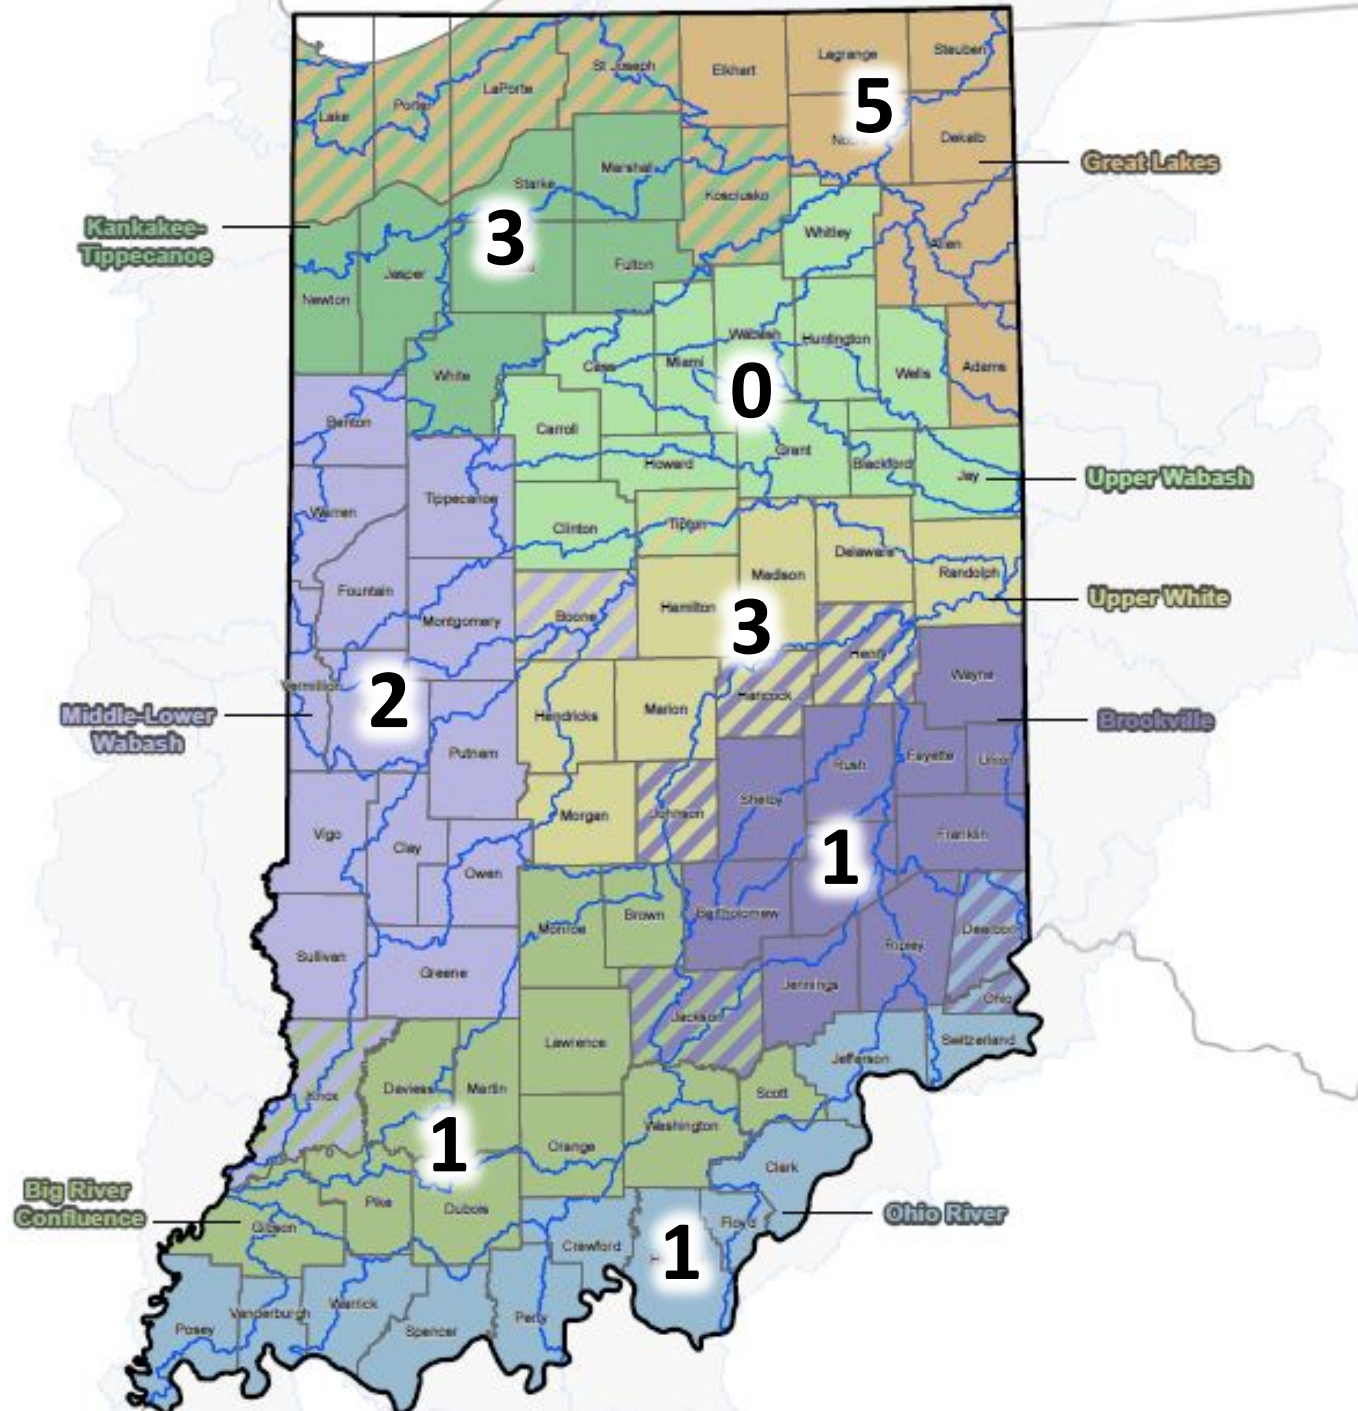 Lagrange
Steuben
St Joseph
Elkhart
LaPorte
Porter
Lake
5
Dekalb
Great Lakes
Marshall
Starke
Kosciusko
Kankakee-
Tippecanoe
3
Whitley
Allen
Fulton
Jasper
Newton
Wabash
Huntington
Miami
Cass
Wells
Adams
White
0
Benton
Carroll
Grant
Howard
Blackford
Jay
Upper Wabash
Tippecanoe
Warren
Clinton
Tipton
Delaware
Madison
Randolph
Fountain
Hamilton
Upper White
Boone
Montgomery
3
Henry
Wayne
Vermillion
2
Hancock
Middle-Lower
Wabash
Hendricks
Marion
Brookville
Putnam
Rush
Fayette
Union
Shelby
Morgan
Johnson
Vigo
Clay
1
Franklin
Owen
Brown
Bartholomew
Monroe
Dearborn
Ripley
Sullivan
Greene
Jennings
Ohio
Jackson
Lawrence
Switzerland
Jefferson
Knox
Daviess
Martin
Scott
Washington
1
Orange
Clark
Big River
Confluence
Pike
Dubois
Gibson
Floyd
Ohio River
Crawford
1
Warrick
Vanderburgh
Perry
Posey
Spencer